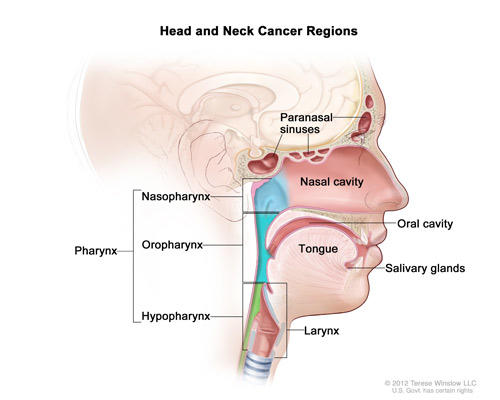 Head and Neck Cancer Regions
Paranasal
sinuses
Nasal cavity
Nasopharynx
Oral cavity
Pharynx
Oropharynx
Tongue
Salivary glands
Hypopharynx
Larynx
© 2012 Terese Winslow LLC
U.S. Govt. has certain rights